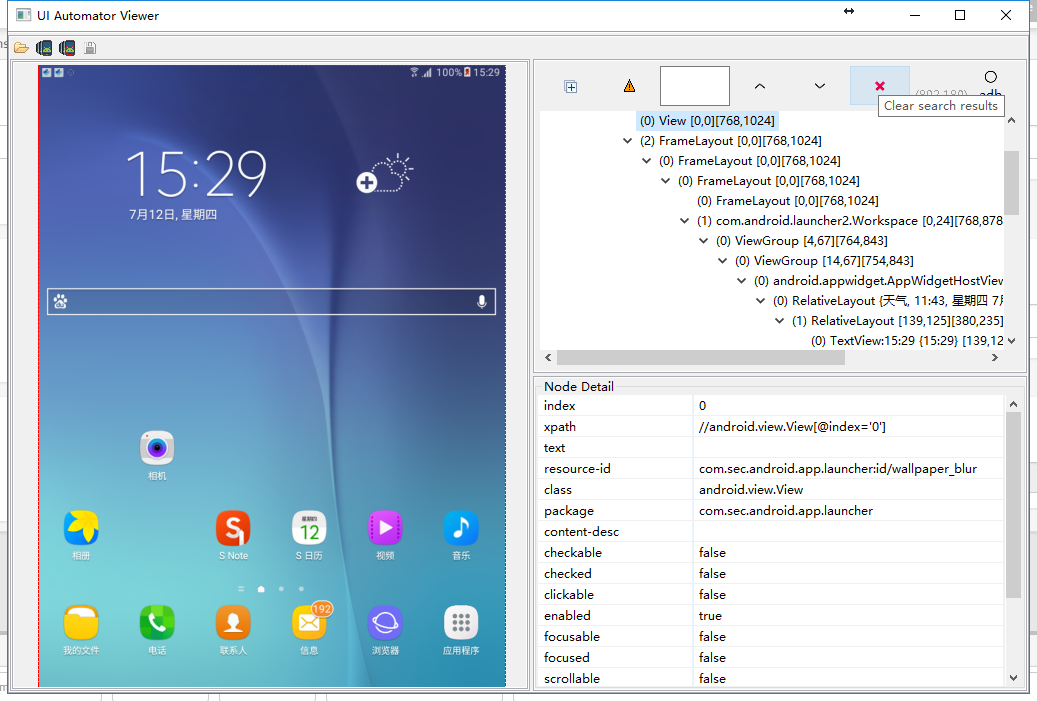 UI Automator Viewer
100% 15:29
15:29
7月12日, 星期四
相机
相册
S Note
12
S 日历
视频
音乐
我的文件
电话
联系人
192
信息
浏览器
应用程序
(892,180)
adb
Clear search results
(0) View [0,0][768,1024]
(2) FrameLayout [0,0][768,1024]
(0) FrameLayout [0,0][768,1024]
(0) FrameLayout [0,0][768,1024]
(0) FrameLayout [0,0][768,1024]
(1) com.android.launcher2.Workspace [0,24][768,878
(0) ViewGroup [4,67][764,843]
(0) ViewGroup [14,67][754,843]
(0) android.appwidget.AppWidgetHostView
(0) RelativeLayout {天气, 11:43, 星期四 7月
(1) RelativeLayout [139,125][380,235]
(0) TextView:15:29 {15:29} [139,12
Node Detail
index 0
xpath //android.view.View[@index='0']
text
resource-id com.sec.android.app.launcher:id/wallpaper_blur
class android.view.View
package com.sec.android.app.launcher
content-desc
checkable false
checked false
clickable false
enabled true
focusable false
focused false
scrollable false